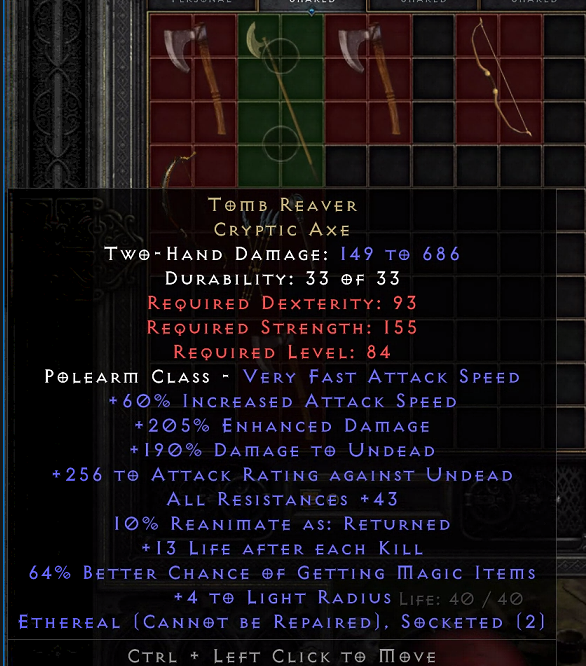 PERSONAL SHARED SHARED SHARED
Tomb Reaver
Cryptic Axe
Two-Hand Damage: 149 to 686
Durability: 33 of 33
Required Dexterity: 93
Required Strength: 155
Required Level: 84
Polearm Class - Very Fast Attack Speed
+60% Increased Attack Speed
+205% Enhanced Damage
+190% Damage to Undead
+256 to Attack Rating against Undead
All Resistances +43
10% Reanimate as: Returned
+13 Life after each Kill
64% Better Chance of Getting Magic Items
+4 to Light Radius Life: 40 / 40
Ethereal (Cannot be Repaired), Socketed (2)
Ctrl + Left Click to Move